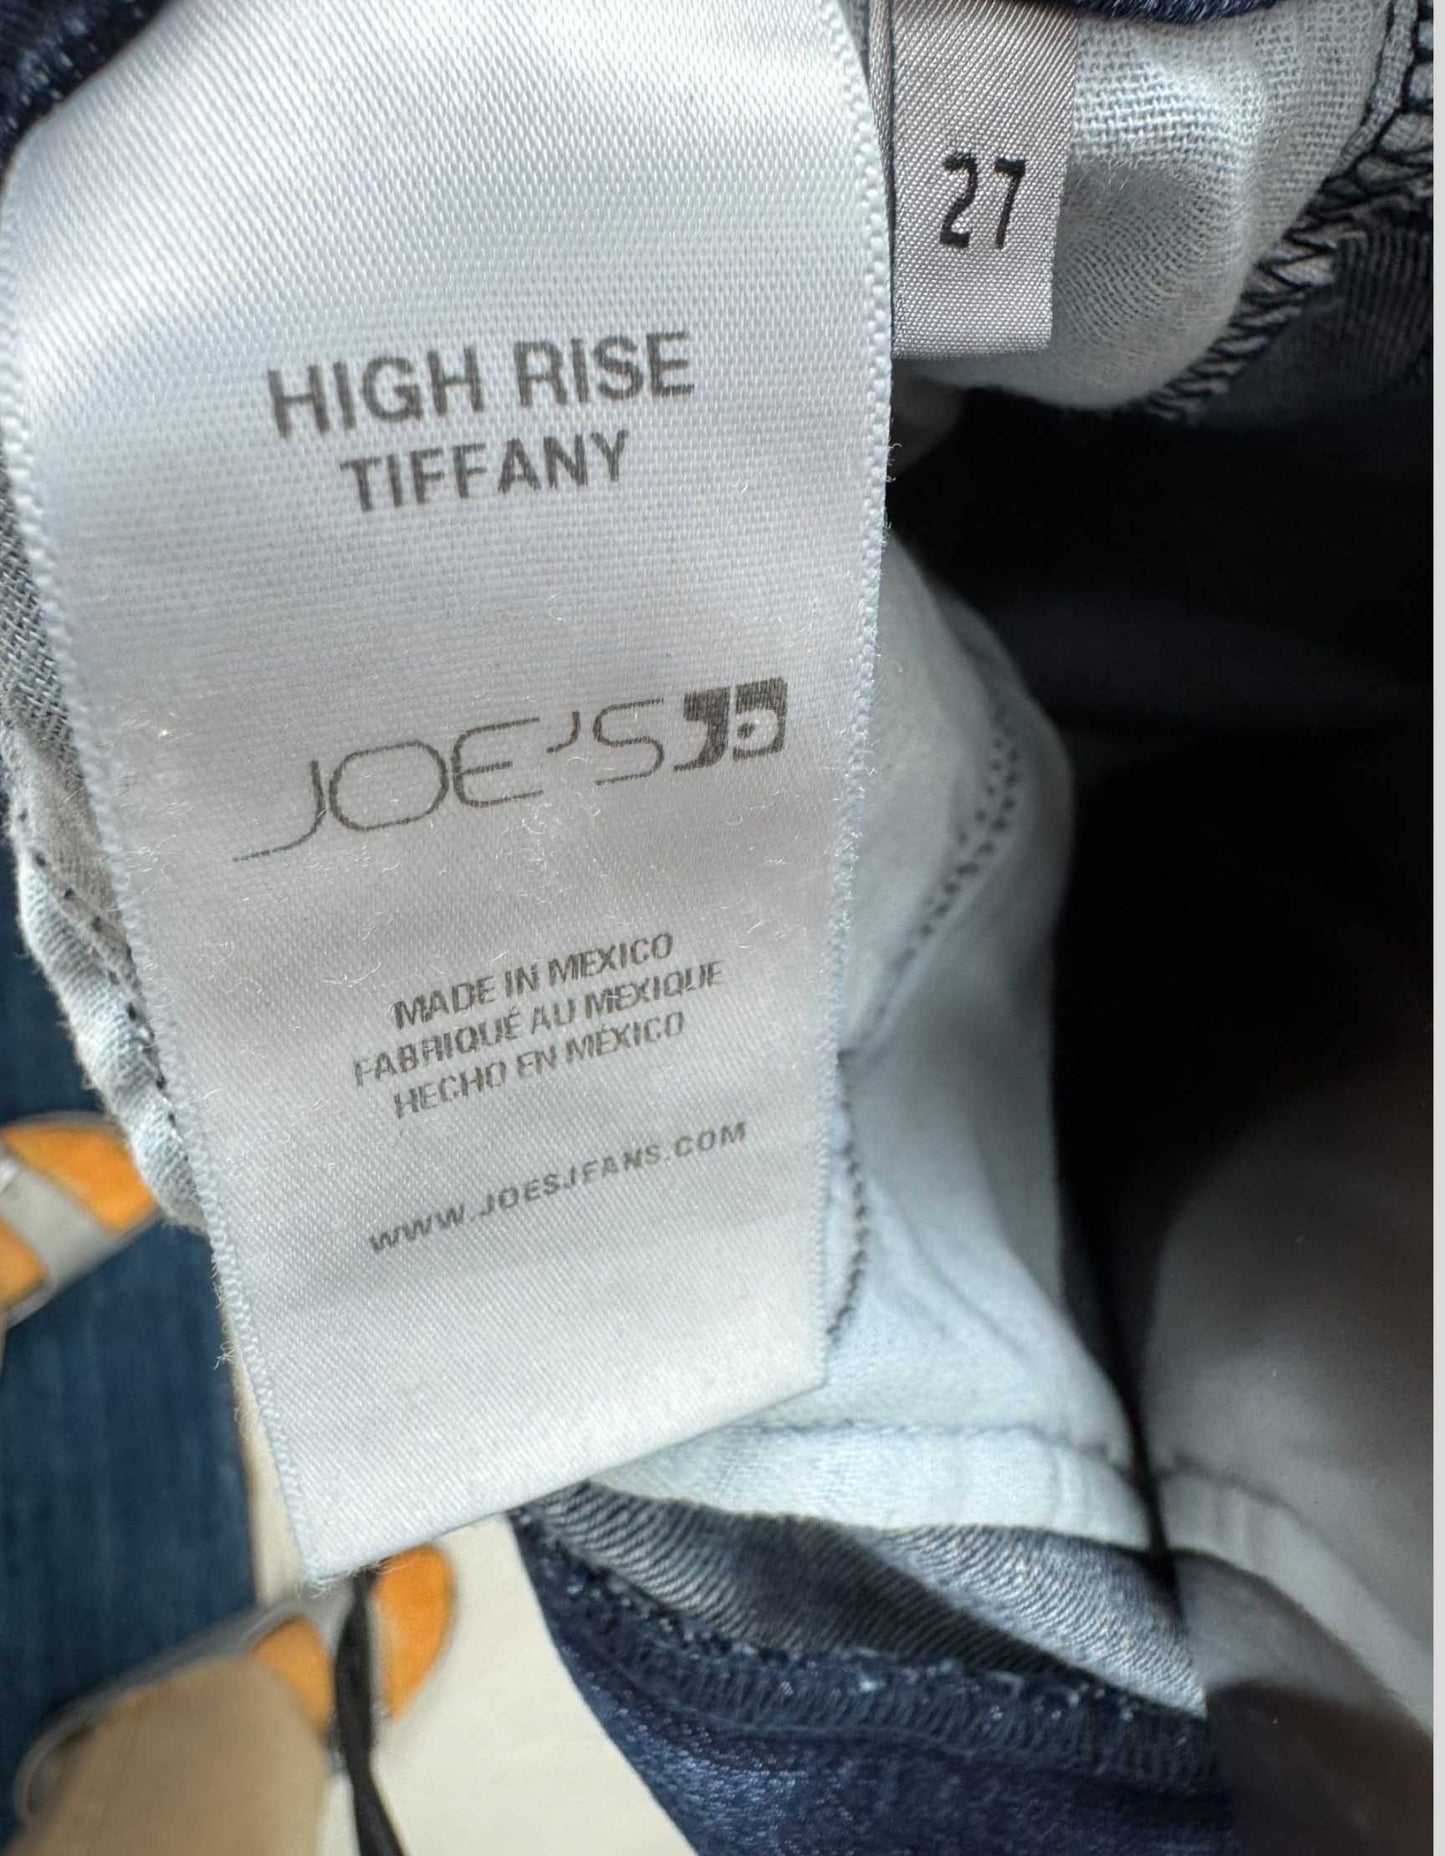 27
HIGH RISE
TIFFANY
JOE'S
MADE IN MEXICO
FABRIQUÉ AU MEXIQUE
HECHO EN MÉXICO
WWW.JOESJEANS.COM